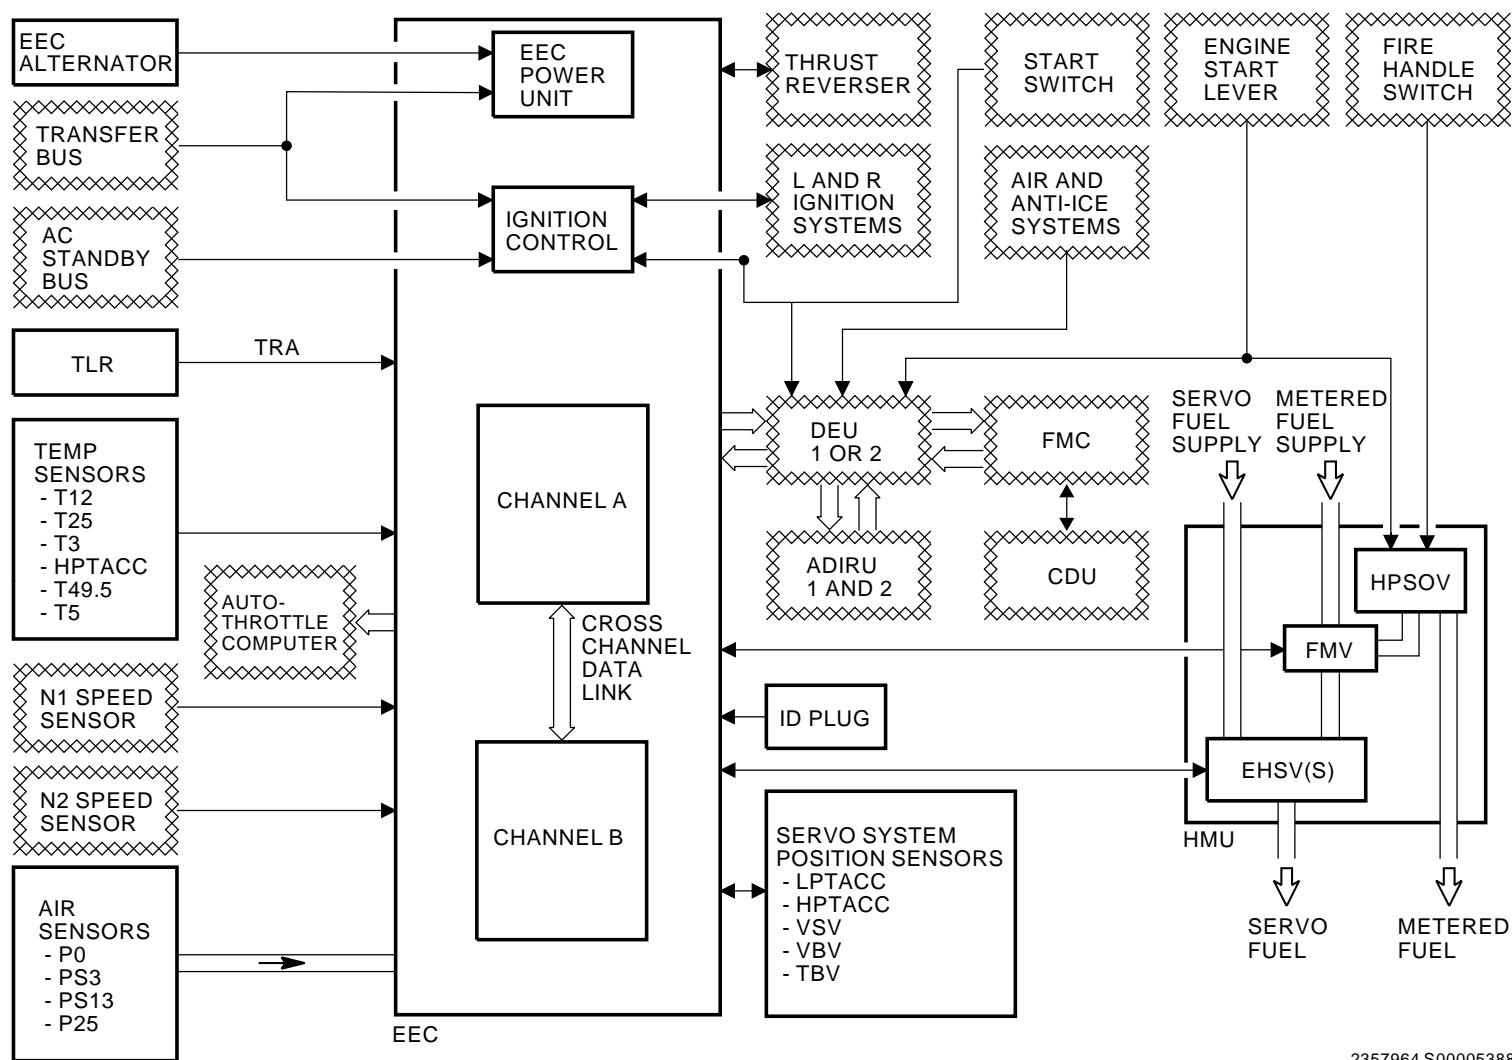 EEC
ALTERNATOR
TRANSFER
BUS
AC
STANDBY
BUS
TLR
TRA
TEMP
SENSORS
- T12
- T25
- T3
- HPTACC
- T49.5
- T5
AUTO-
THROTTLE
COMPUTER
N1 SPEED
SENSOR
N2 SPEED
SENSOR
AIR
SENSORS
- P0
- PS3
- PS13
- P25
EEC
POWER
UNIT
IGNITION
CONTROL
CHANNEL A
CROSS
CHANNEL
DATA
LINK
CHANNEL B
EEC
THRUST
REVERSER
START
SWITCH
ENGINE
START
LEVER
FIRE
HANDLE
SWITCH
L AND R
IGNITION
SYSTEMS
AIR AND
ANTI-ICE
SYSTEMS
DEU
1 OR 2
FMC
ADIRU
1 AND 2
CDU
SERVO
FUEL
SUPPLY
METERED
FUEL
SUPPLY
HPSOV
FMV
ID PLUG
EHSV(S)
HMU
SERVO SYSTEM
POSITION SENSORS
- LPTACC
- HPTACC
- VSV
- VBV
- TBV
SERVO
FUEL
METERED
FUEL